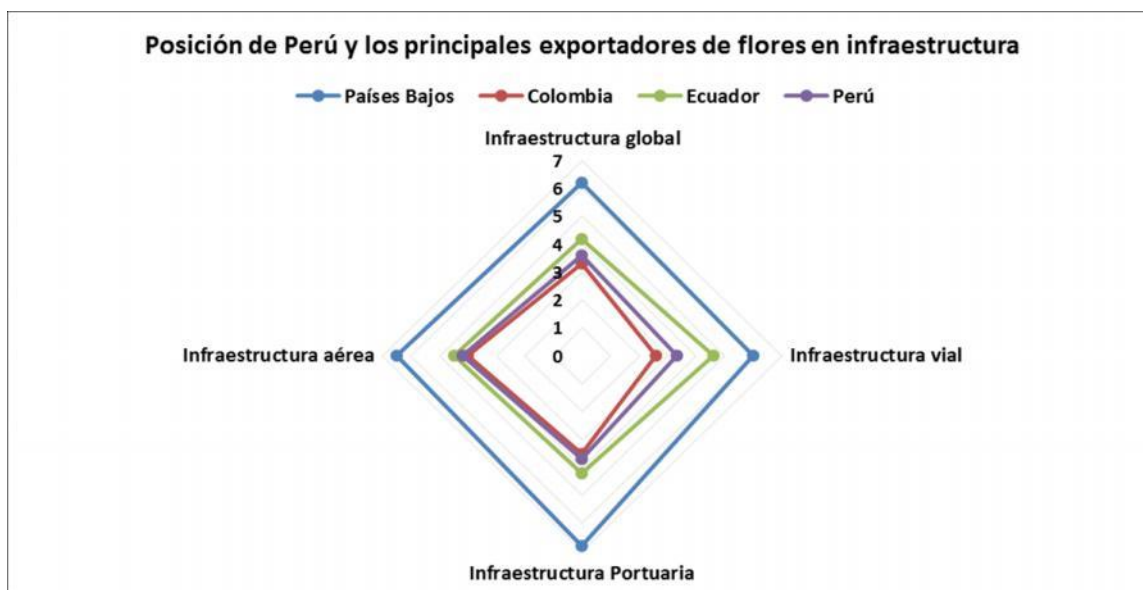 Posición de Perú y los principales exportadores de flores en infraestructura
Países Bajos Colombia Ecuador Perú
Infraestructura global
7
6
5
4
3
2
1
0
Infraestructura aérea
Infraestructura vial
Infraestructura Portuaria